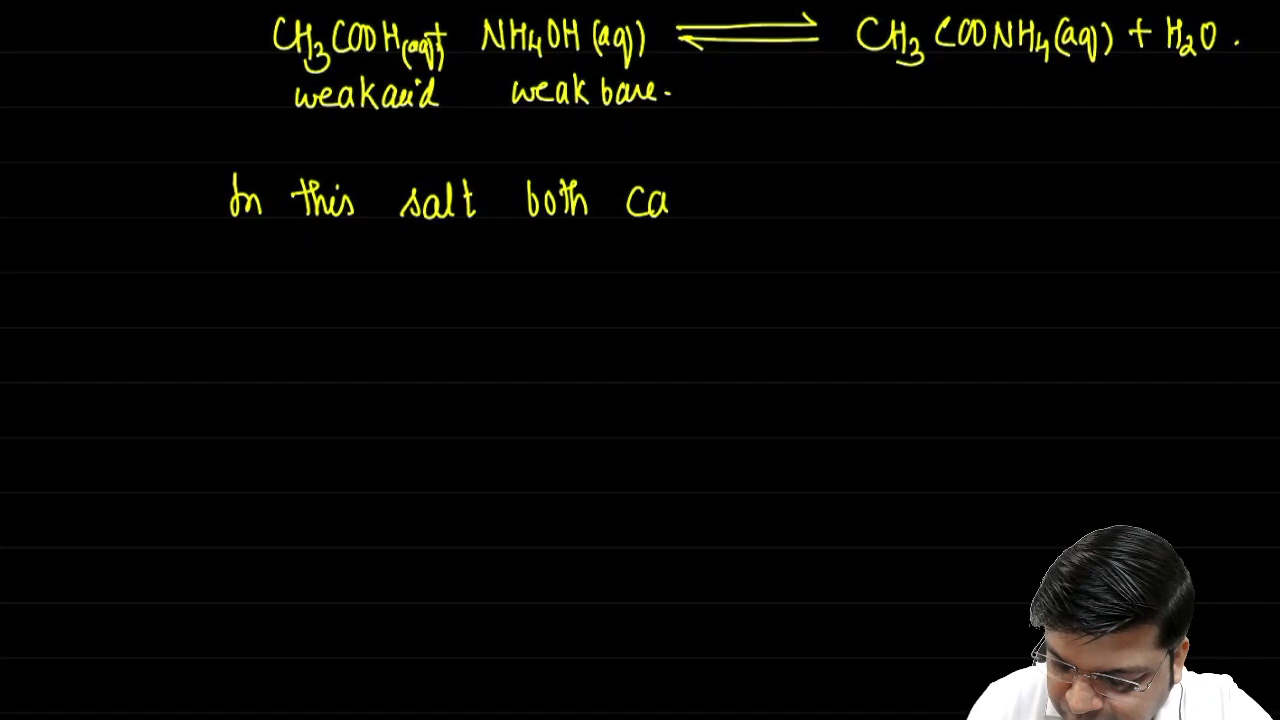 CH3COOH(aq)+ NH4OH(aq) ⇌ CH3COONH4(aq) + H2O.
weak acid weak base.
In this salt both ca